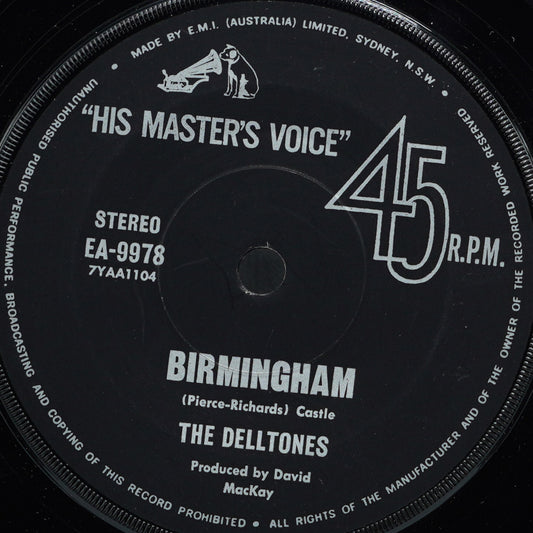 • MADE BY E.M.I. (AUSTRALIA) LIMITED, SYDNEY, N.S.W. •
"HIS MASTER'S VOICE"
45 R.P.M.
STEREO
EA-9978
7YAA1104
BIRMINGHAM
(Pierce-Richards) Castle
THE DELLTONES
Produced by David
MacKay
UNAUTHORISED PUBLIC PERFORMANCE, BROADCASTING AND COPYING OF THIS RECORD PROHIBITED • ALL RIGHTS OF THE MANUFACTURER AND OF THE OWNER OF THE RECORDED WORK RESERVED